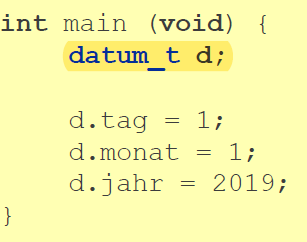 int main (void) {
datum_t d;
d.tag = 1;
d.monat = 1;
d.jahr = 2019;
}